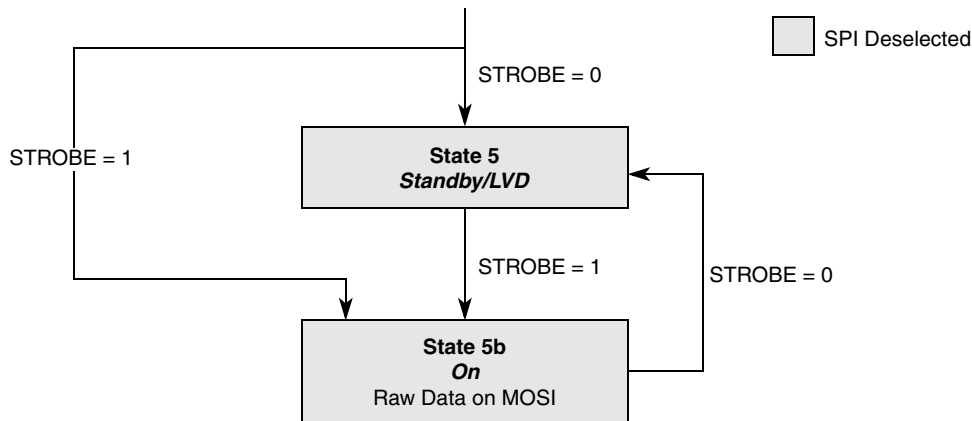 SPI Deselected
STROBE = 0
STROBE = 1
State 5
Standby/LVD
STROBE = 1
STROBE = 0
State 5b
On
Raw Data on MOSI